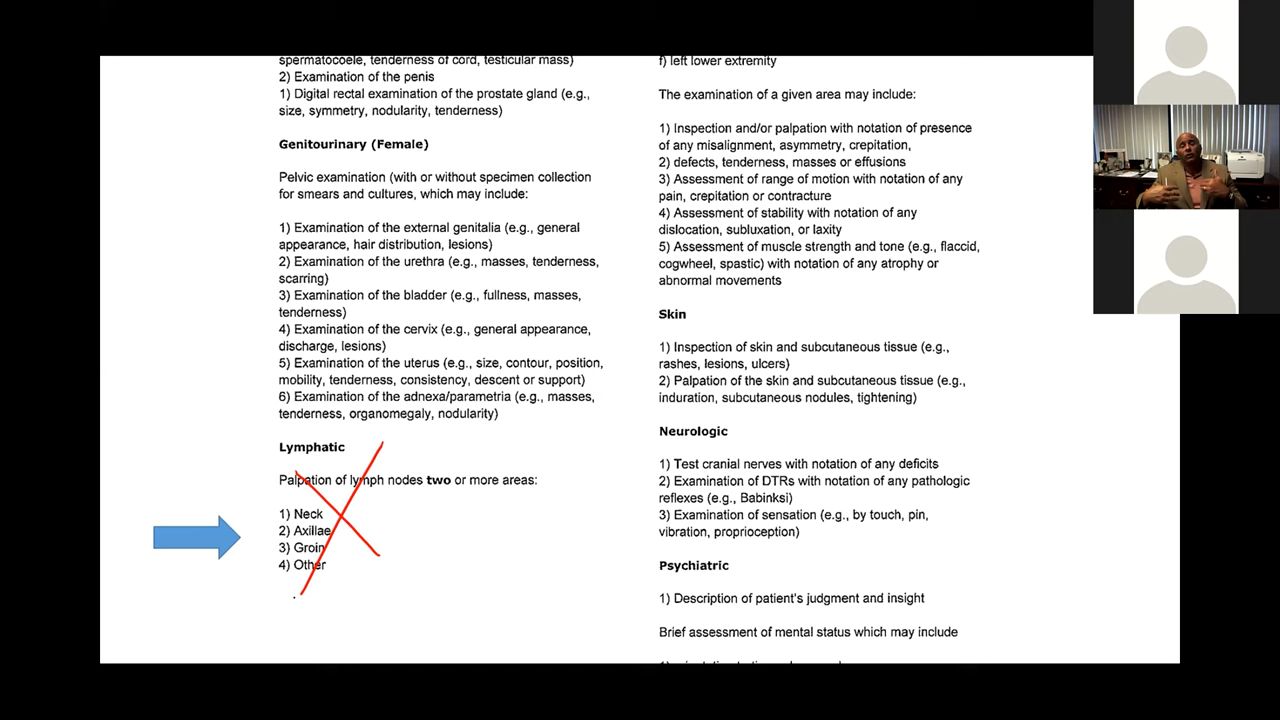 spermatocoele, tenderness of cord, testicular mass)
2) Examination of the penis
1) Digital rectal examination of the prostate gland (e.g.,
size, symmetry, nodularity, tenderness)
Genitourinary (Female)
Pelvic examination (with or without specimen collection
for smears and cultures, which may include:
1) Examination of the external genitalia (e.g., general
appearance, hair distribution, lesions)
2) Examination of the urethra (e.g., masses, tenderness,
scarring)
3) Examination of the bladder (e.g., fullness, masses,
tenderness)
4) Examination of the cervix (e.g., general appearance,
discharge, lesions)
5) Examination of the uterus (e.g., size, contour, position,
mobility, tenderness, consistency, descent or support)
6) Examination of the adnexa/parametria (e.g., masses,
tenderness, organomegaly, nodularity)
Lymphatic
Palpation of lymph nodes two or more areas:
1) Neck
2) Axillae
3) Groin
4) Other
f) left lower extremity
The examination of a given area may include:
1) Inspection and/or palpation with notation of presence
of any misalignment, asymmetry, crepitation,
2) defects, tenderness, masses or effusions
3) Assessment of range of motion with notation of any
pain, crepitation or contracture
4) Assessment of stability with notation of any
dislocation, subluxation, or laxity
5) Assessment of muscle strength and tone (e.g., flaccid,
cogwheel, spastic) with notation of any atrophy or
abnormal movements
Skin
1) Inspection of skin and subcutaneous tissue (e.g.,
rashes, lesions, ulcers)
2) Palpation of the skin and subcutaneous tissue (e.g.,
induration, subcutaneous nodules, tightening)
Neurologic
1) Test cranial nerves with notation of any deficits
2) Examination of DTRs with notation of any pathologic
reflexes (e.g., Babinksi)
3) Examination of sensation (e.g., by touch, pin,
vibration, proprioception)
Psychiatric
1) Description of patient's judgment and insight
Brief assessment of mental status which may include